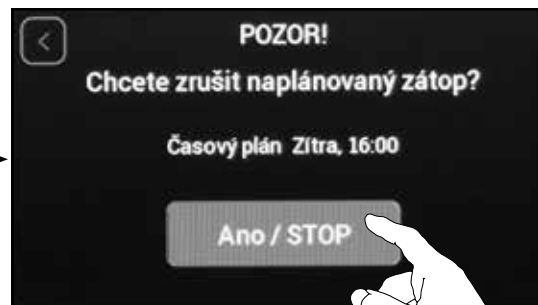 POZOR!
Chcete zrušit naplánovaný zátop?
Časový plán Zítra, 16:00
Ano / STOP